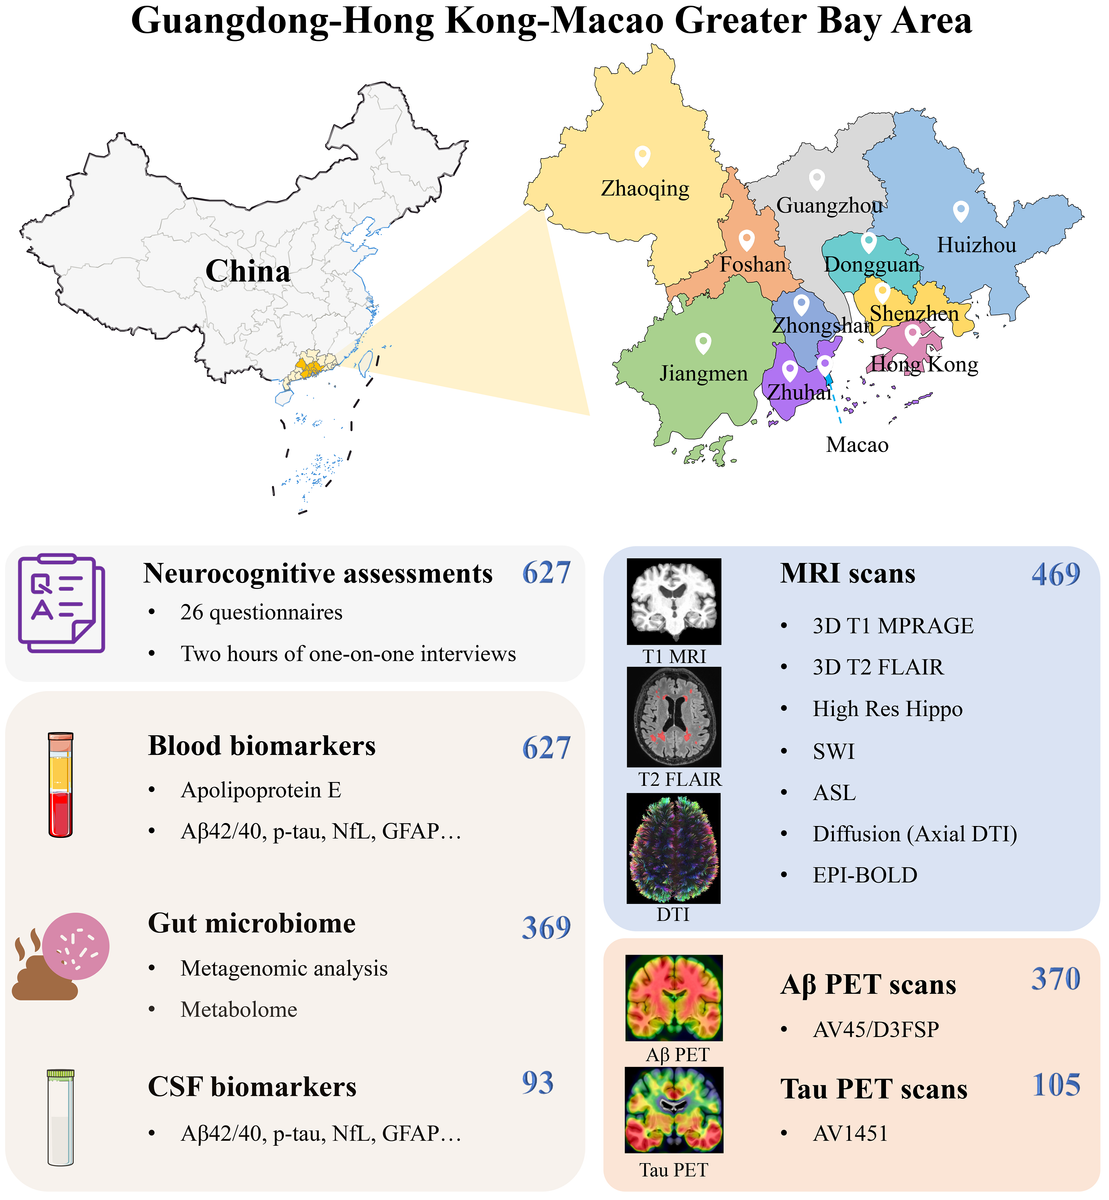 Guangdong-Hong Kong-Macao Greater Bay Area
China
Zhaoqing
Guangzhou
Huizhou
Foshan
Dongguan
Shenzhen
Zhongshan
Hong Kong
Jiangmen
Zhuhai
Macao
Q
A
Neurocognitive assessments 627
• 26 questionnaires
• Two hours of one-on-one interviews
Blood biomarkers 627
• Apolipoprotein E
• Aβ42/40, p-tau, NfL, GFAP…
Gut microbiome 369
• Metagenomic analysis
• Metabolome
CSF biomarkers 93
• Aβ42/40, p-tau, NfL, GFAP…
T1 MRI
T2 FLAIR
DTI
MRI scans 469
• 3D T1 MPRAGE
• 3D T2 FLAIR
• High Res Hippo
• SWI
• ASL
• Diffusion (Axial DTI)
• EPI-BOLD
Aβ PET
Aβ PET scans 370
• AV45/D3FSP
Tau PET
Tau PET scans 105
• AV1451